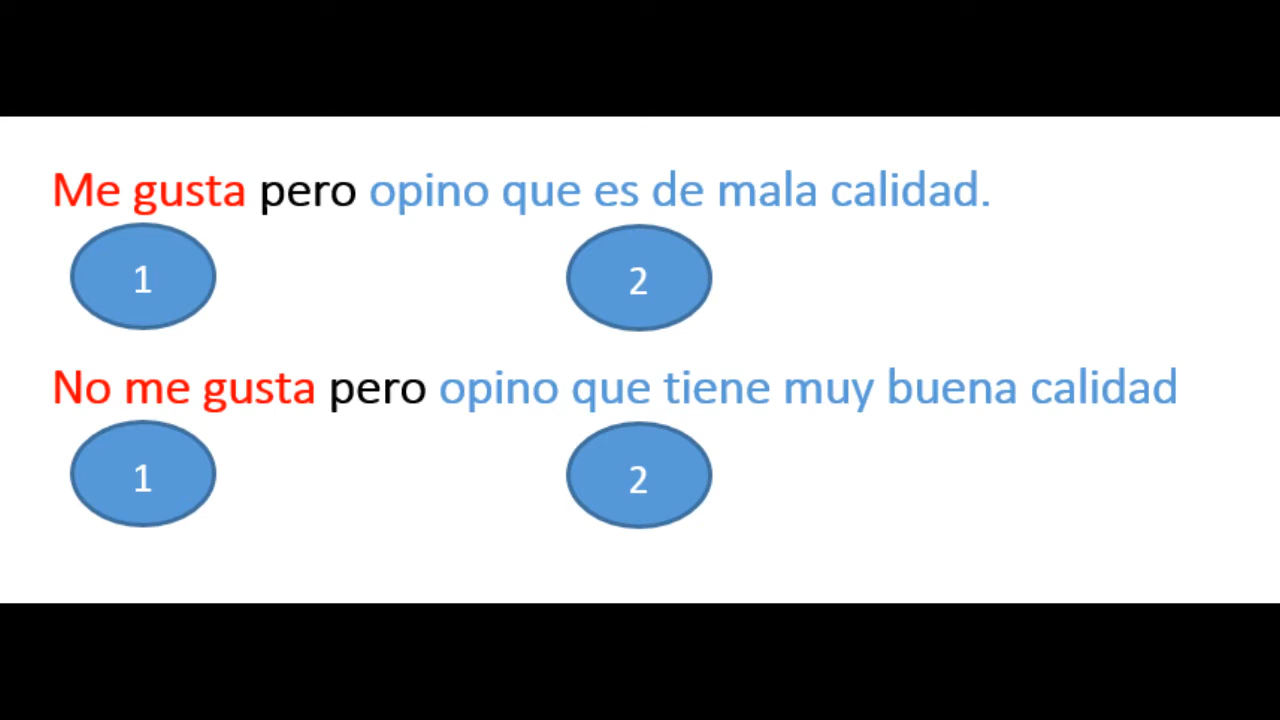 Me gusta pero opino que es de mala calidad.
1 2
No me gusta pero opino que tiene muy buena calidad
1 2